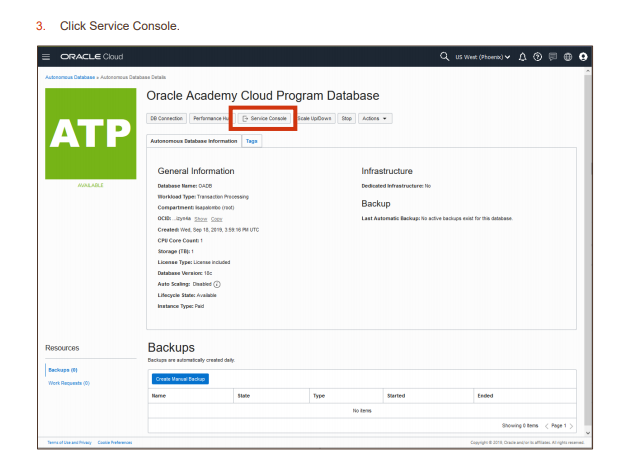 3. Click Service Console.
ORACLE Cloud
US West (Phoenix)
Autonomous Database » Autonomous Database Details
ATP
AVAILABLE
Oracle Academy Cloud Program Database
DB Connection Performance Hu Service Console Scale Up/Down Stop Actions
Autonomous Database Information Tags
General Information
Database Name: OADB
Workload Type: Transaction Processing
Compartment: lsapalombo (root)
OCID: ...izyn4a Show Copy
Created: Wed, Sep 18, 2019, 3:59:16 PM UTC
CPU Core Count: 1
Storage (TB): 1
License Type: License included
Database Version: 18c
Auto Scaling: Disabled
Lifecycle State: Available
Instance Type: Paid
Infrastructure
Dedicated Infrastructure: No
Backup
Last Automatic Backup: No active backups exist for this database.
Resources
Backups (0)
Work Requests (0)
Backups
Backups are automatically created daily.
Create Manual Backup
Name State Type Started Ended
No items
Showing 0 items < Page 1 >
Terms of Use and Privacy Cookie Preferences
Copyright © 2019, Oracle and/or its affiliates. All rights reserved.